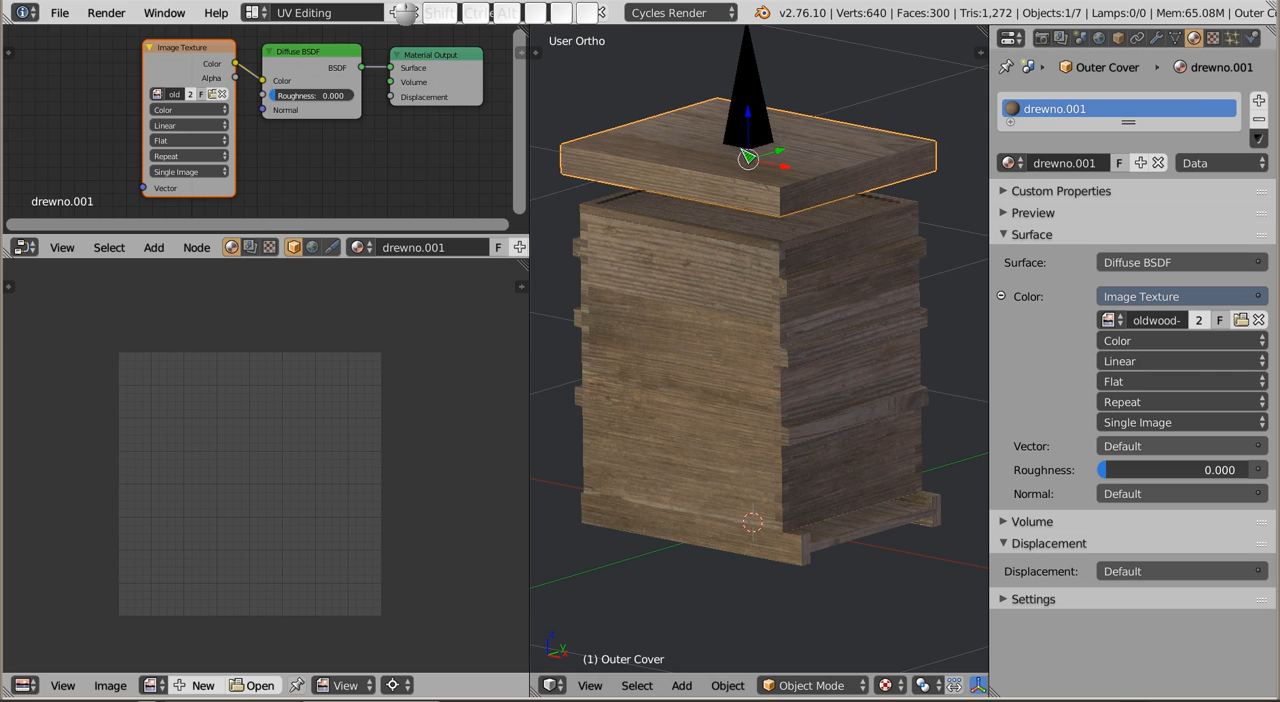 File Render Window Help UV Editing Shift Ctrl Alt Cycles Render v2.76.10 | Verts:640 | Faces:300 | Tris:1,272 | Objects:1/7 | Lamps:0/0 |
Image Texture
Color
Alpha
old 2 F
Color
Linear
Flat
Repeat
Single Image
Vector
Diffuse BSDF
BSDF
Color
Roughness: 0.000
Normal
Material Output
Surface
Volume
Displacement
drewno.001
View Select Add Node drewno.001 F
View Image New Open View
User Ortho
(1) Outer Cover
View Select Add Object Object Mode
Outer Cover drewno.001
drewno.001
drewno.001 F Data
Custom Properties
Preview
Surface
Surface: Diffuse BSDF
Color: Image Texture
oldwood- 2 F
Color
Linear
Flat
Repeat
Single Image
Vector: Default
Roughness: 0.000
Normal: Default
Volume
Displacement
Displacement: Default
Settings